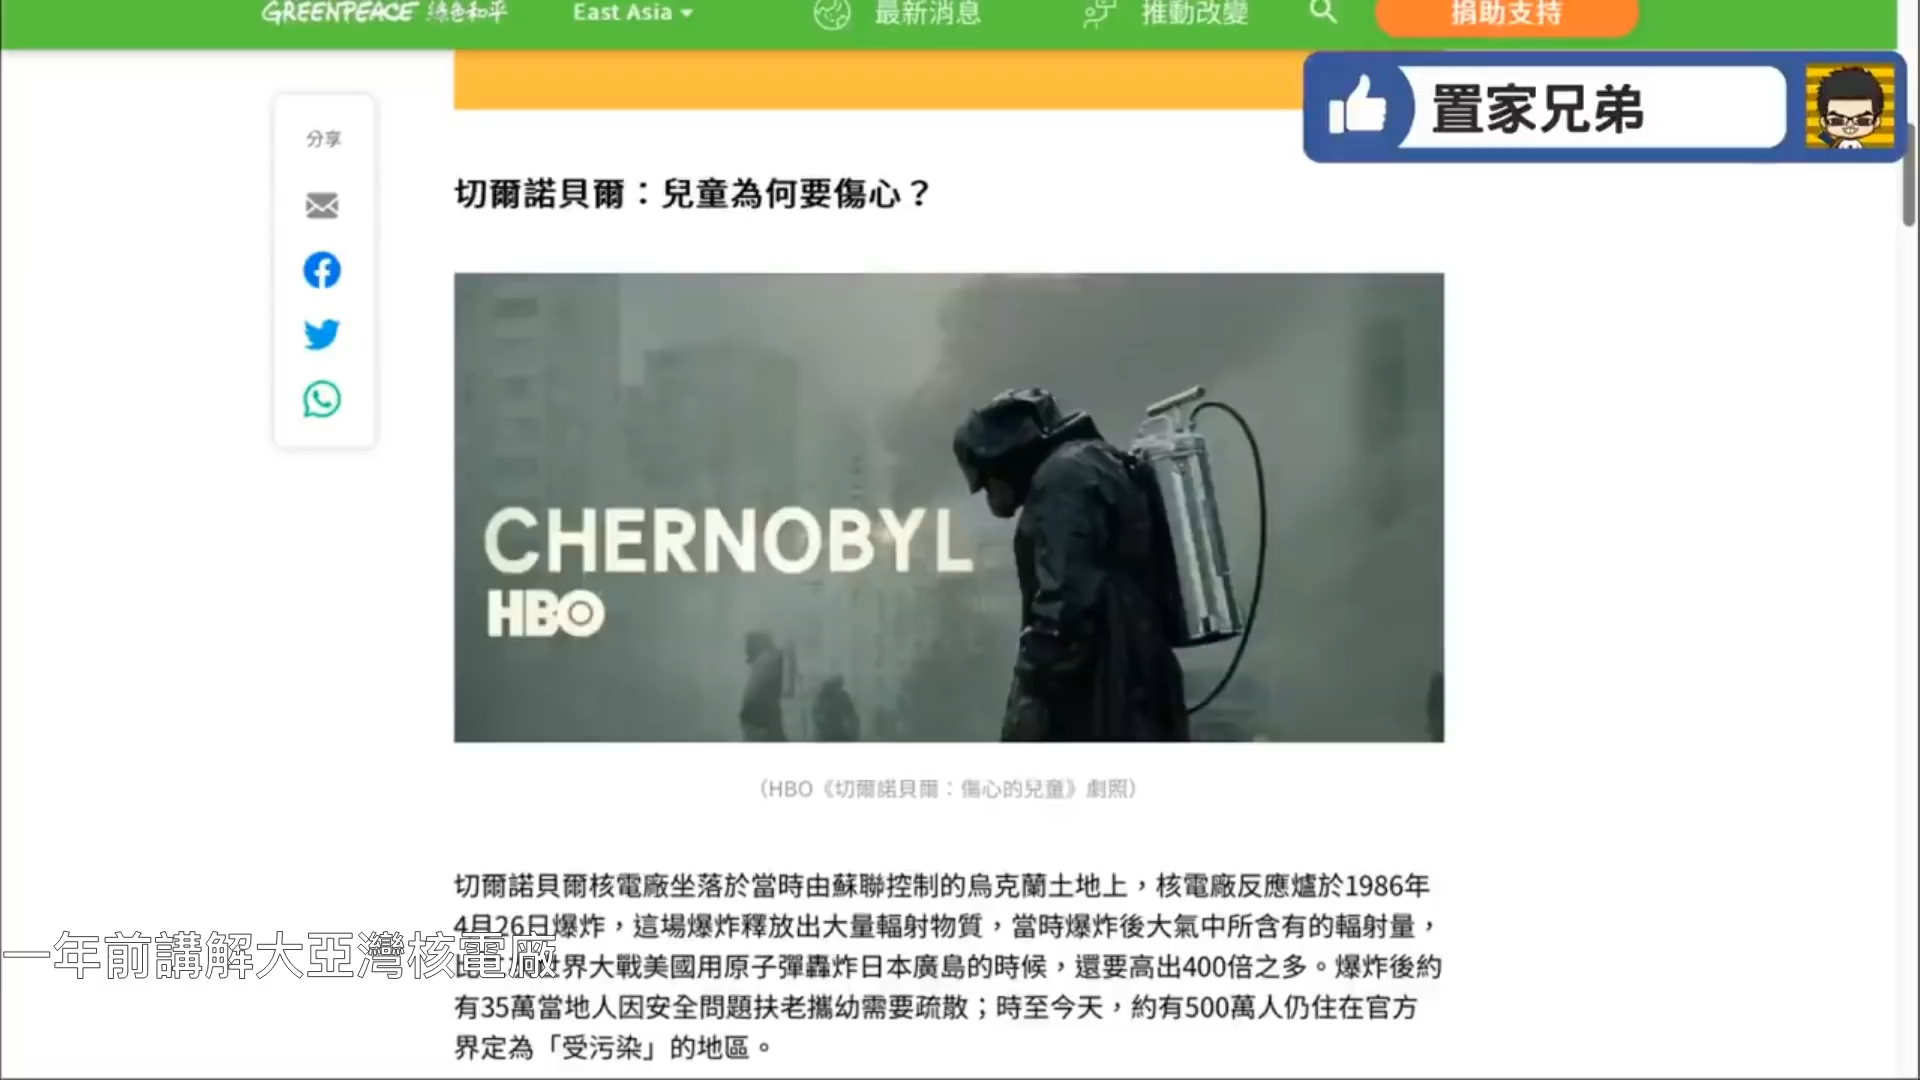 GREENPEACE 綠色和平
East Asia
最新消息
推動改變
捐助支持
置家兄弟
分享
切爾諾貝爾：兒童為何要傷心？
CHERNOBYL
HBO
（HBO《切爾諾貝爾：傷心的兒童》劇照）
切爾諾貝爾核電廠坐落於當時由蘇聯控制的烏克蘭土地上，核電廠反應爐於1986年
4月26日爆炸，這場爆炸釋放出大量輻射物質，當時爆炸後大氣中所含有的輻射量，
界大戰美國用原子彈轟炸日本廣島的時候，還要高出400倍之多。爆炸後約
有35萬當地人因安全問題扶老攜幼需要疏散；時至今天，約有500萬人仍住在官方
界定為「受污染」的地區。
一年前講解大亞灣核電廠